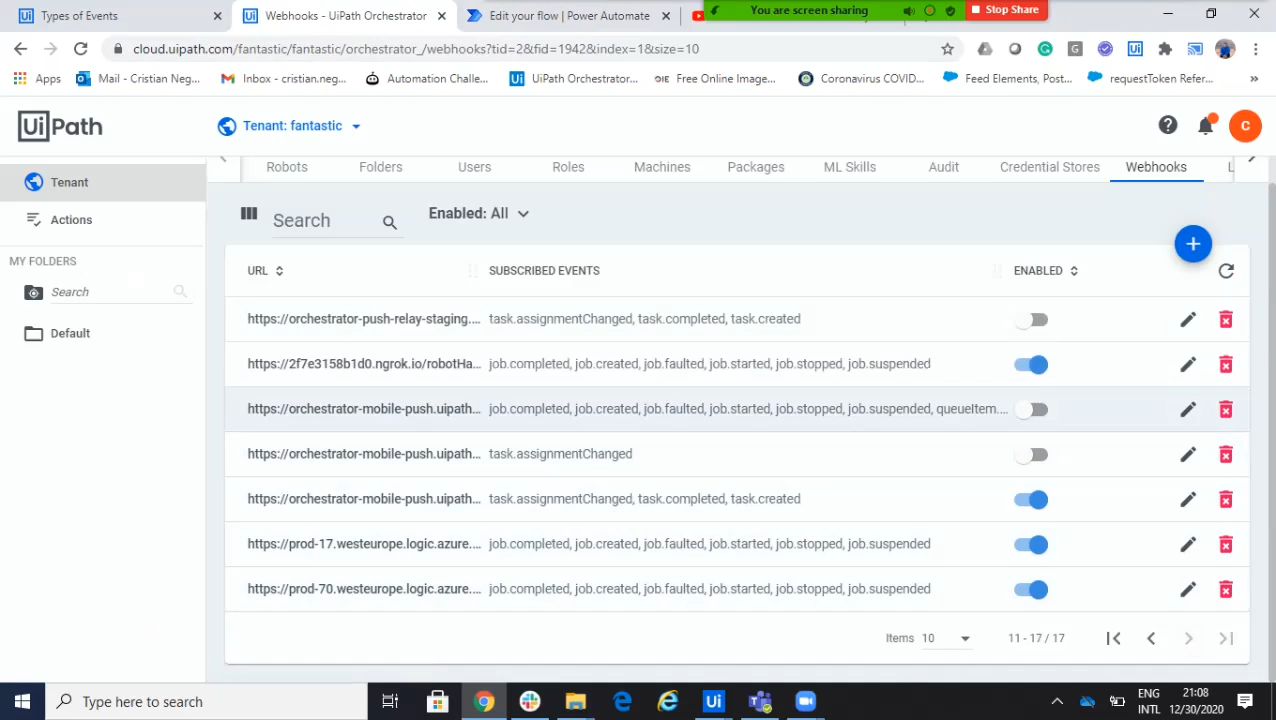 Types of Events
Webhooks - UiPath Orchestrator
Edit your flow | Power Automate
You are screen sharing
Stop Share
cloud.uipath.com/fantastic/fantastic/orchestrator_/webhooks?tid=2&fid=1942&index=1&size=10
Apps
Mail - Cristian Neg...
Inbox - cristian.neg...
Automation Challe...
UiPath Orchestrator...
Free Online Image...
Coronavirus COVID...
Feed Elements, Post...
requestToken Refer...
UiPath
Tenant: fantastic
C
Tenant
Actions
MY FOLDERS
Search
Default
Robots
Folders
Users
Roles
Machines
Packages
ML Skills
Audit
Credential Stores
Webhooks
Search
Enabled: All
URL
SUBSCRIBED EVENTS
ENABLED
https://orchestrator-push-relay-staging.... task.assignmentChanged, task.completed, task.created
https://2f7e3158b1d0.ngrok.io/robotHa... job.completed, job.created, job.faulted, job.started, job.stopped, job.suspended
https://orchestrator-mobile-push.uipath... job.completed, job.created, job.faulted, job.started, job.stopped, job.suspended, queueItem....
https://orchestrator-mobile-push.uipath... task.assignmentChanged
https://orchestrator-mobile-push.uipath... task.assignmentChanged, task.completed, task.created
https://prod-17.westeurope.logic.azure.... job.completed, job.created, job.faulted, job.started, job.stopped, job.suspended
https://prod-70.westeurope.logic.azure.... job.completed, job.created, job.faulted, job.started, job.stopped, job.suspended
Items 10
11 - 17 / 17
Type here to search
ENG
INTL
21:08
12/30/2020